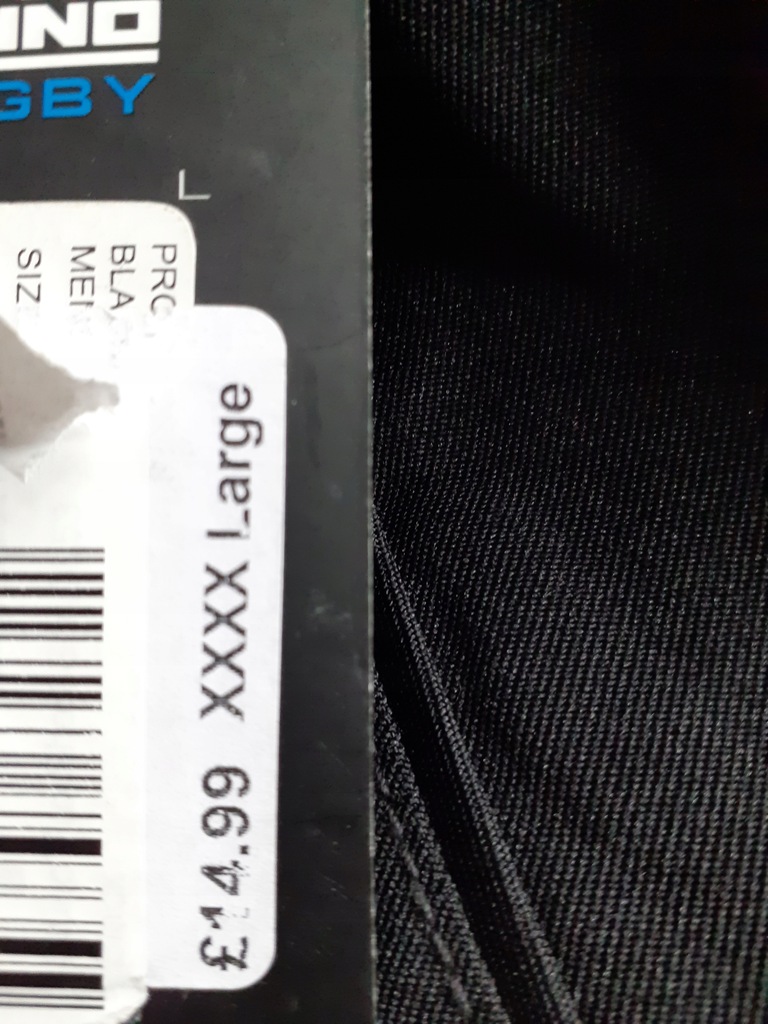 INO
GBY
PRO
BLA
MEN
SIZ
£14.99 XXXX Large